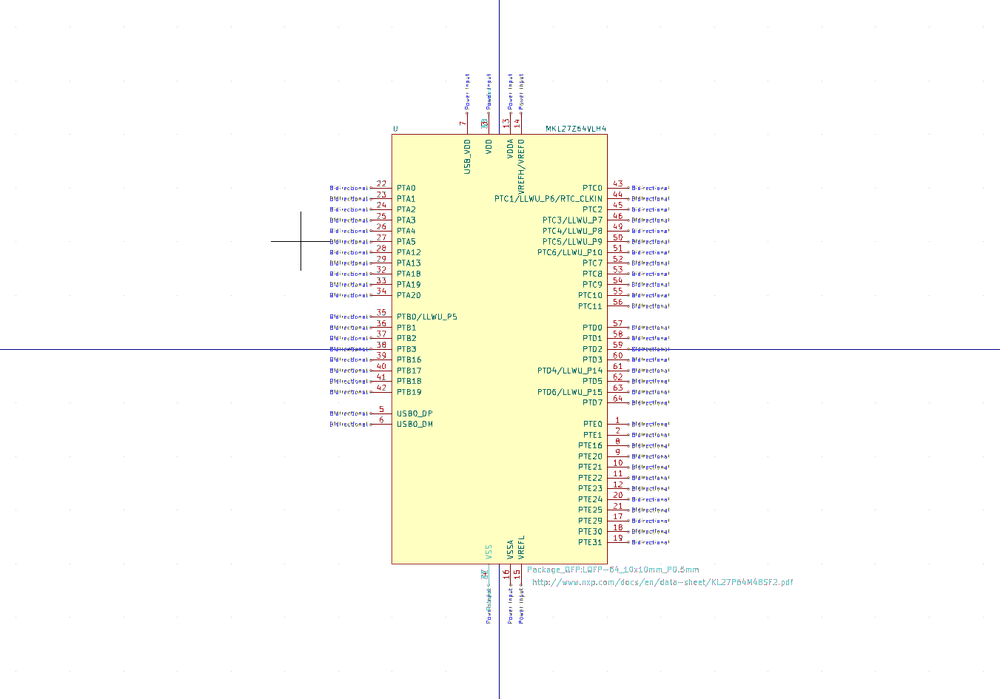 Power Input
Power Input
Power Input
Power Input
7
13
14
U
MKL27Z64VLH4
USB_VDD
VDD
VDDA
VREFH/VREFO
Bidirectional 22 PTA0
PTC0 43 Bidirectional
Bidirectional 23 PTA1
PTC1/LLWU_P6/RTC_CLKIN 44 Bidirectional
Bidirectional 24 PTA2
PTC2 45 Bidirectional
Bidirectional 25 PTA3
PTC3/LLWU_P7 46 Bidirectional
Bidirectional 26 PTA4
PTC4/LLWU_P8 49 Bidirectional
Bidirectional 27 PTA5
PTC5/LLWU_P9 50 Bidirectional
Bidirectional 28 PTA12
PTC6/LLWU_P10 51 Bidirectional
Bidirectional 29 PTA13
PTC7 52 Bidirectional
Bidirectional 32 PTA18
PTC8 53 Bidirectional
Bidirectional 33 PTA19
PTC9 54 Bidirectional
Bidirectional 34 PTA20
PTC10 55 Bidirectional
PTC11 56 Bidirectional
Bidirectional 35 PTB0/LLWU_P5
Bidirectional 36 PTB1
PTD0 57 Bidirectional
Bidirectional 37 PTB2
PTD1 58 Bidirectional
Bidirectional 38 PTB3
PTD2 59 Bidirectional
Bidirectional 39 PTB16
PTD3 60 Bidirectional
Bidirectional 40 PTB17
PTD4/LLWU_P14 61 Bidirectional
Bidirectional 41 PTB18
PTD5 62 Bidirectional
Bidirectional 42 PTB19
PTD6/LLWU_P15 63 Bidirectional
PTD7 64 Bidirectional
Bidirectional 5 USB0_DP
Bidirectional 6 USB0_DM
PTE0 1 Bidirectional
PTE1 2 Bidirectional
PTE16 8 Bidirectional
PTE20 9 Bidirectional
PTE21 10 Bidirectional
PTE22 11 Bidirectional
PTE23 12 Bidirectional
PTE24 20 Bidirectional
PTE25 21 Bidirectional
PTE29 17 Bidirectional
PTE30 18 Bidirectional
PTE31 19 Bidirectional
VSS
VSSA
VREFL
16
15
Package_QFP:LQFP-64_10x10mm_P0.5mm
http://www.nxp.com/docs/en/data-sheet/KL27P64M48SF2.pdf
Power Input
Power Input